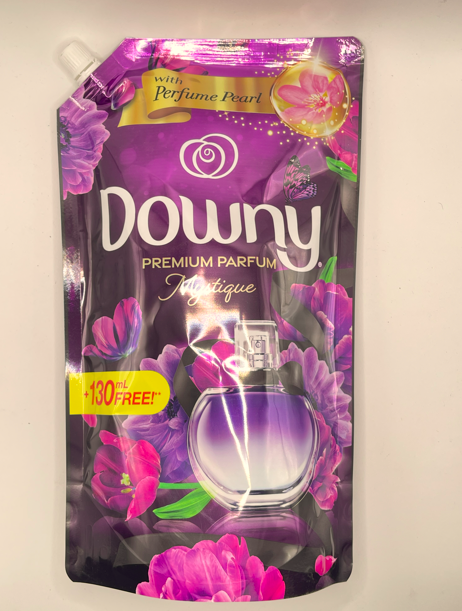 with
Perfume Pearl
Downy
PREMIUM PARFUM
Mystique
+130mL
FREE!**